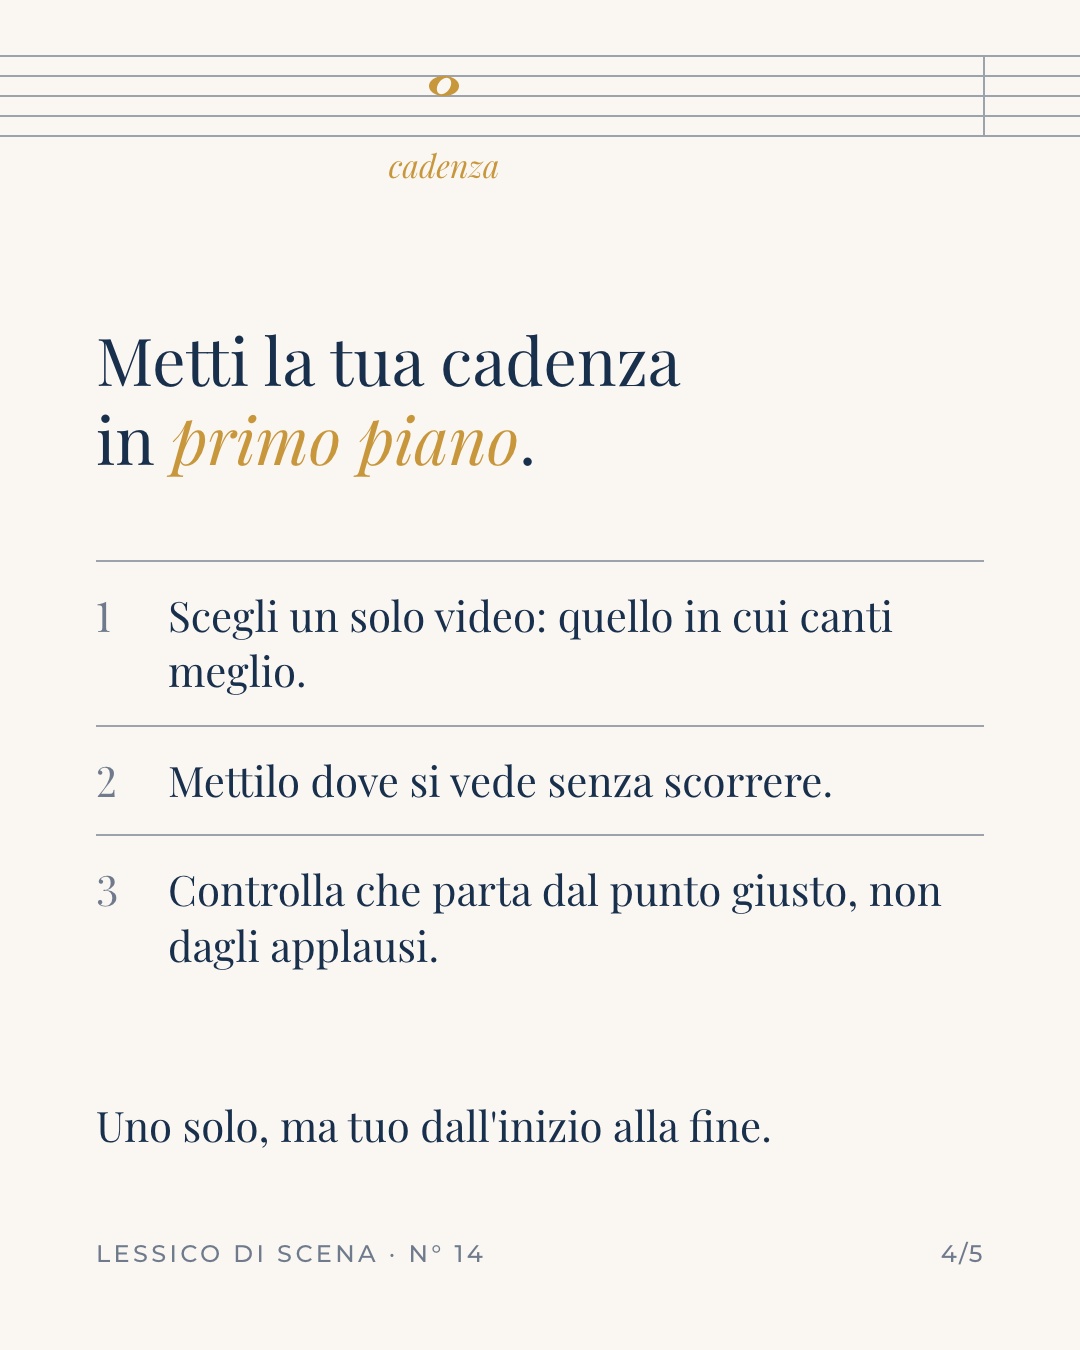 cadenza
Metti la tua cadenza
in primo piano.
1 Scegli un solo video: quello in cui canti
meglio.
2 Mettilo dove si vede senza scorrere.
3 Controlla che parta dal punto giusto, non
dagli applausi.
Uno solo, ma tuo dall'inizio alla fine.
LESSICO DI SCENA · N° 14
4/5